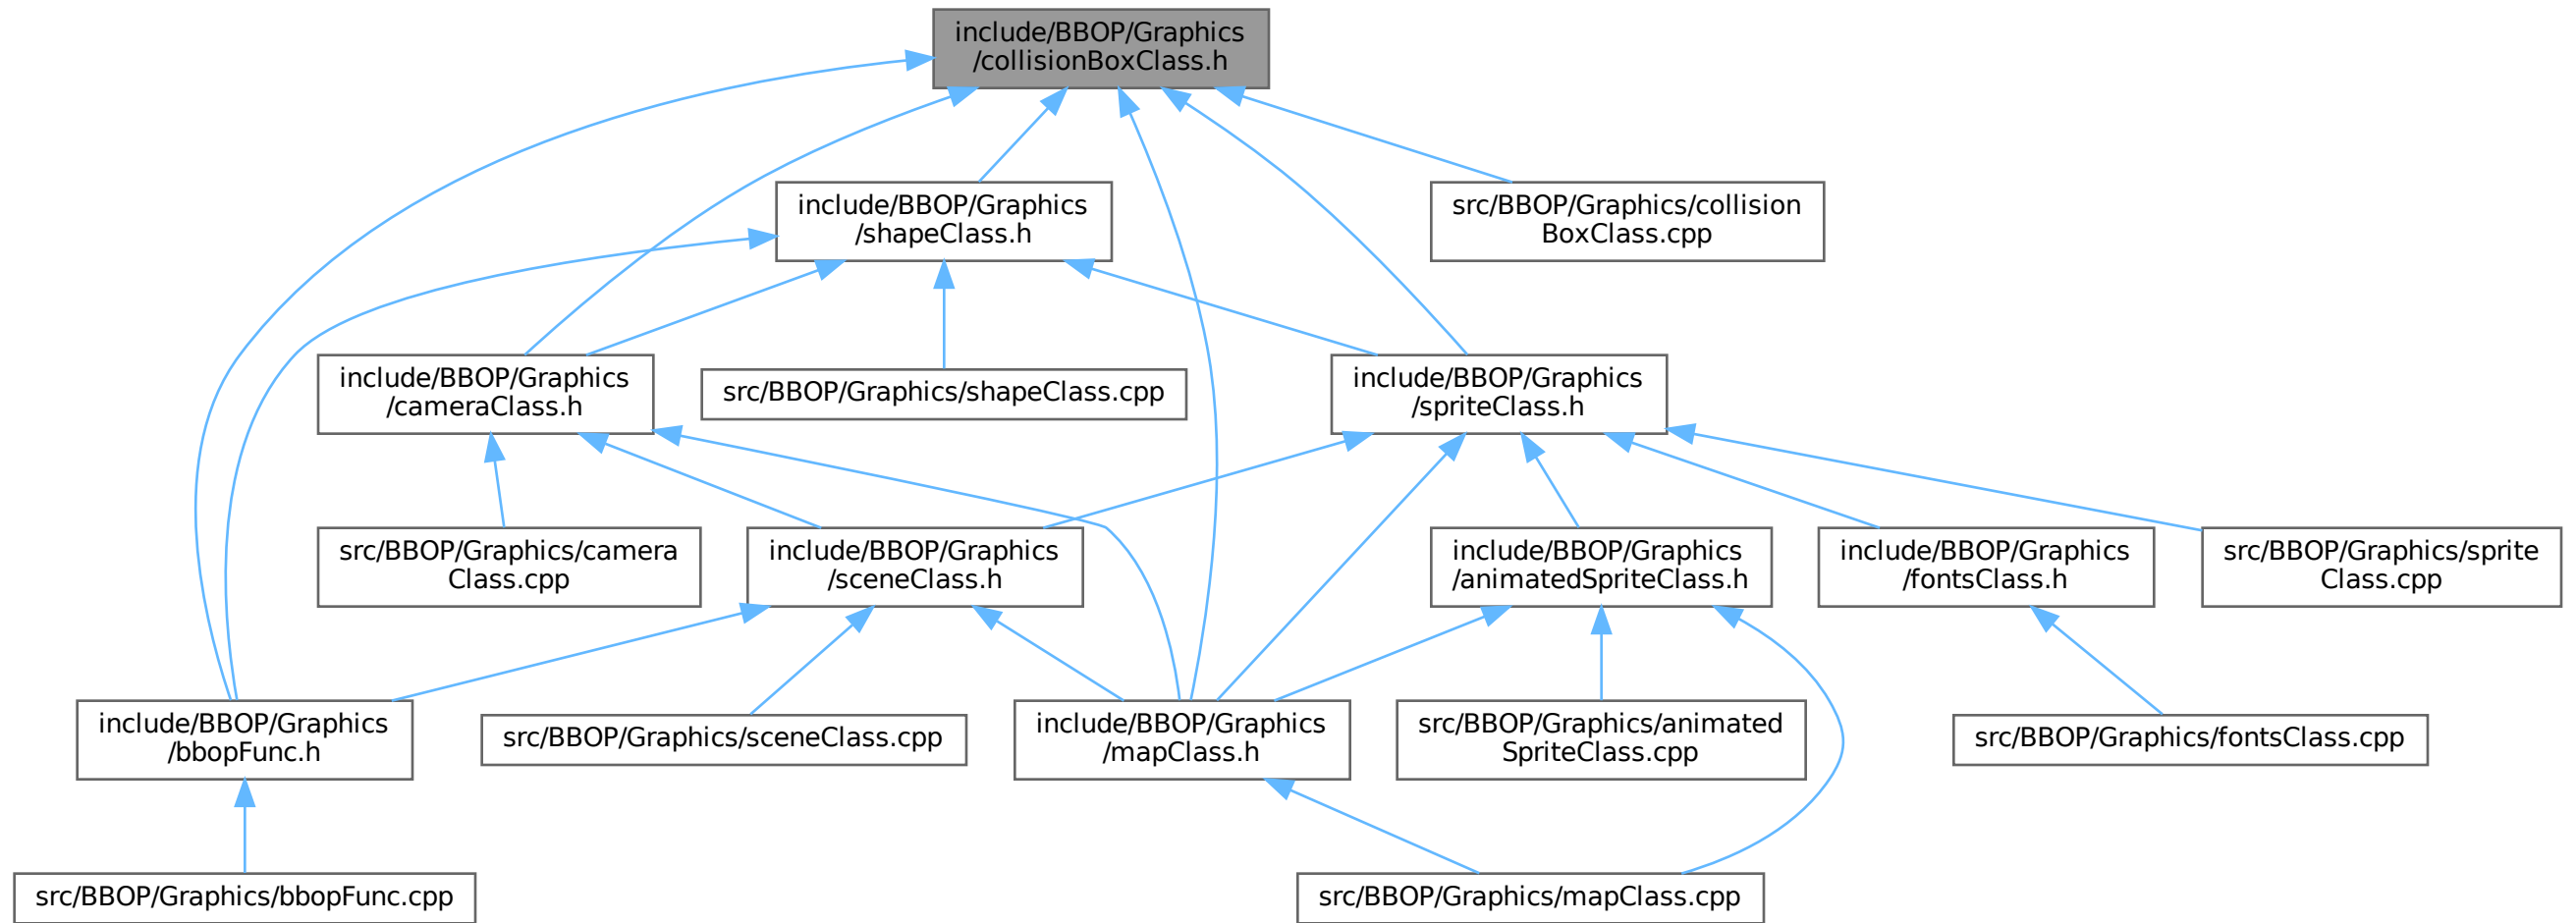 include/BBOP/Graphics
/collisionBoxClass.h
include/BBOP/Graphics
/shapeClass.h
src/BBOP/Graphics/collision
BoxClass.cpp
include/BBOP/Graphics
/cameraClass.h
src/BBOP/Graphics/shapeClass.cpp
include/BBOP/Graphics
/spriteClass.h
src/BBOP/Graphics/camera
Class.cpp
include/BBOP/Graphics
/sceneClass.h
include/BBOP/Graphics
/animatedSpriteClass.h
include/BBOP/Graphics
/fontsClass.h
src/BBOP/Graphics/sprite
Class.cpp
include/BBOP/Graphics
/bbopFunc.h
src/BBOP/Graphics/sceneClass.cpp
include/BBOP/Graphics
/mapClass.h
src/BBOP/Graphics/animated
SpriteClass.cpp
src/BBOP/Graphics/fontsClass.cpp
src/BBOP/Graphics/bbopFunc.cpp
src/BBOP/Graphics/mapClass.cpp